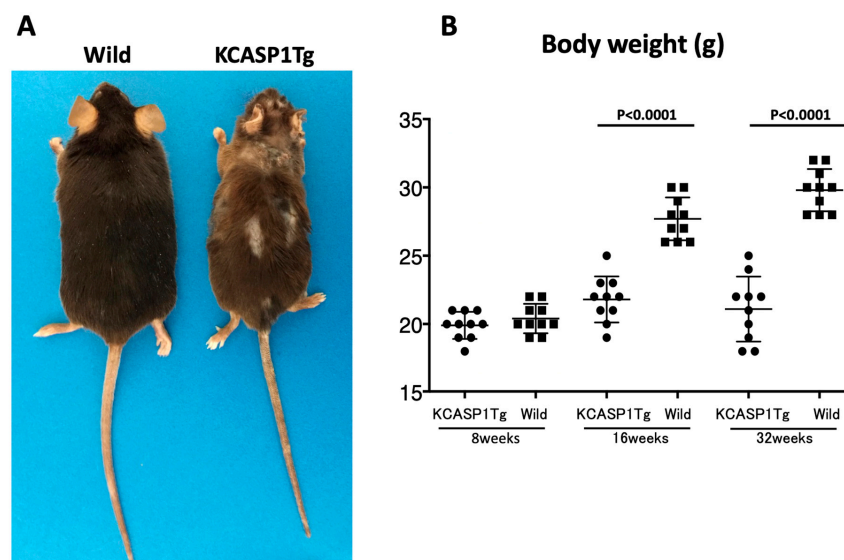 A
Wild KCASP1Tg
B
Body weight (g)
35
30
25
20
15
P<0.0001 P<0.0001
KCASP1Tg Wild KCASP1Tg Wild KCASP1Tg Wild
8weeks 16weeks 32weeks